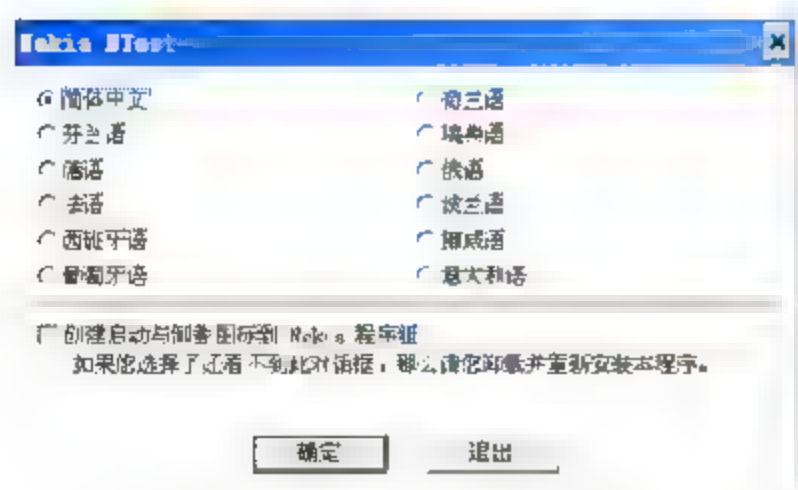 Nokia
简体中文
荷兰语
芬兰语
瑞典语
德语
俄语
法语
波兰语
西班牙语
挪威语
葡萄牙语
意大利语
创建启动与卸载图标到 Nokia 程序组
如果您选择了还看不到此对话框，那么请您卸载并重新安装本程序。
确定
退出